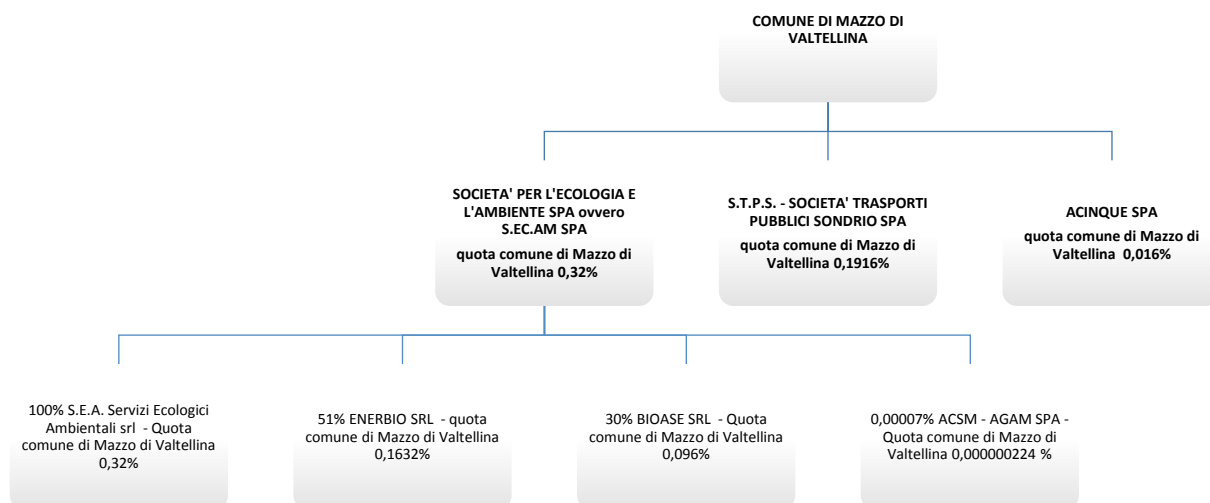 COMUNE DI MAZZO DI
VALTELLINA
SOCIETA' PER L'ECOLOGIA E
L'AMBIENTE SPA ovvero
S.EC.AM SPA
quota comune di Mazzo di
Valtellina 0,32%
S.T.P.S. - SOCIETA' TRASPORTI
PUBBLICI SONDRIO SPA
quota comune di Mazzo di
Valtellina 0,1916%
ACINQUE SPA
quota comune di Mazzo di
Valtellina 0,016%
100% S.E.A. Servizi Ecologici
Ambientali srl - Quota
comune di Mazzo di Valtellina
0,32%
51% ENERBIO SRL - quota
comune di Mazzo di Valtellina
0,1632%
30% BIOASE SRL - Quota
comune di Mazzo di Valtellina
0,096%
0,00007% ACSM - AGAM SPA -
Quota comune di Mazzo di
Valtellina 0,000000224 %